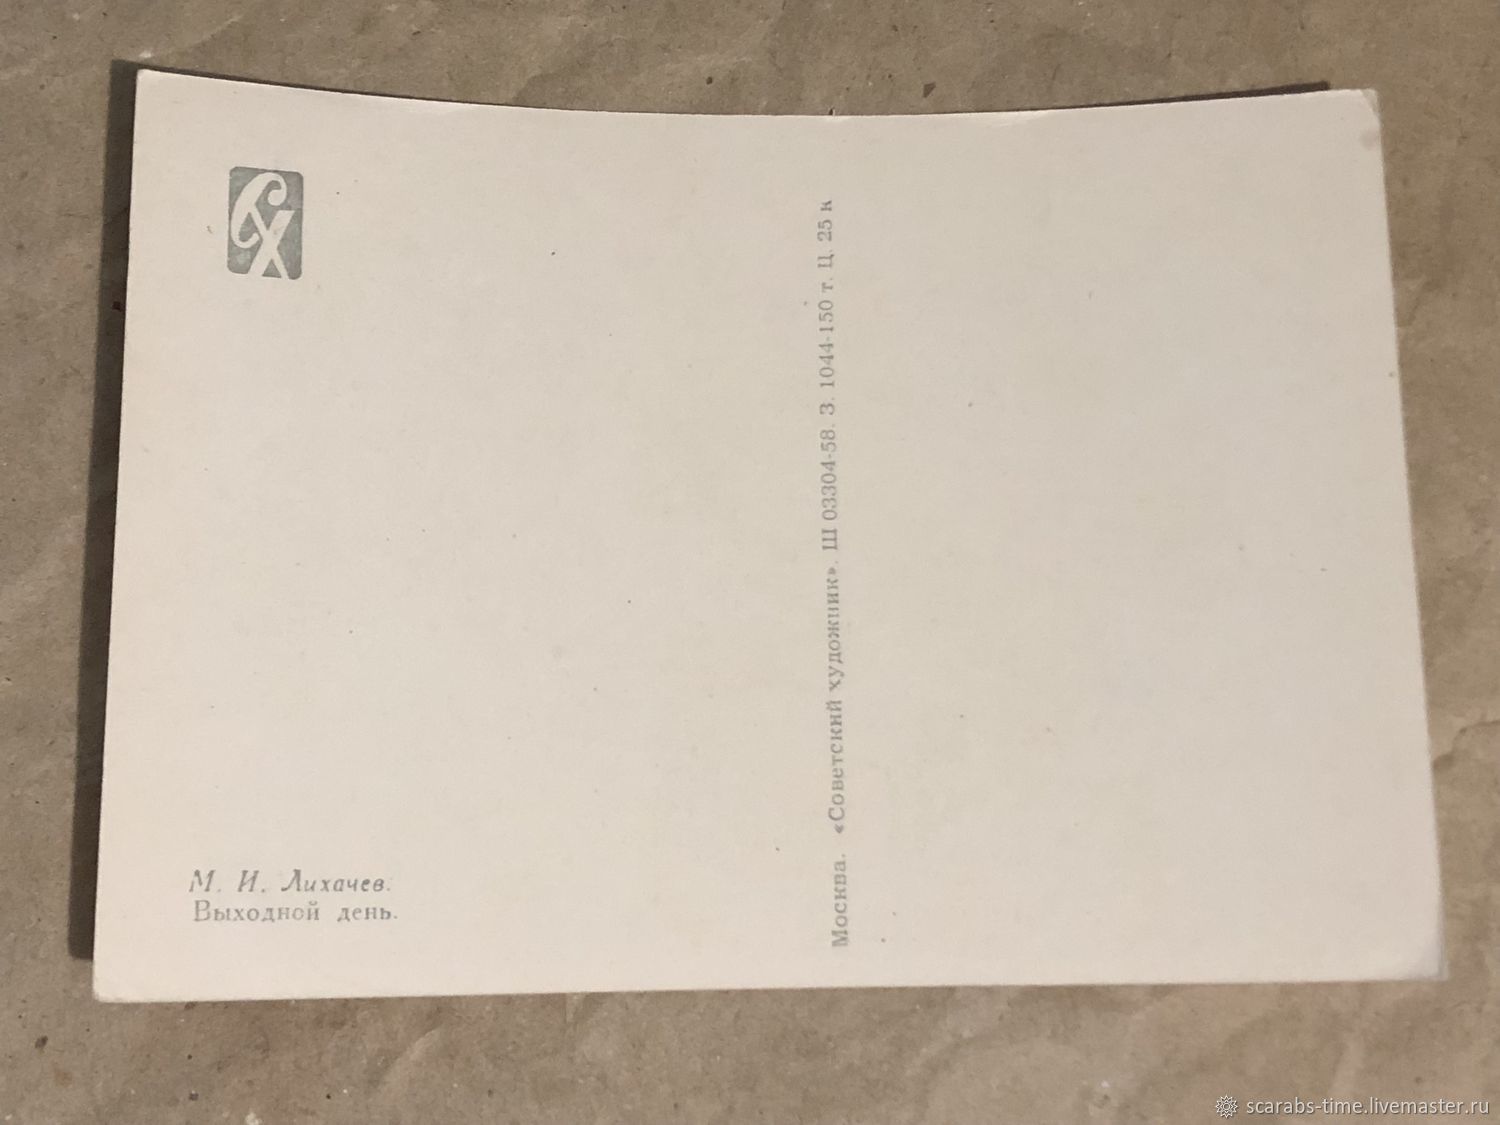 СХ
М. И. Лихачев.
Выходной день.
Москва. «Советский художник». Ш 03304-58. З. 1044-150 т. Ц. 25 к
scarabs-time.livemaster.ru